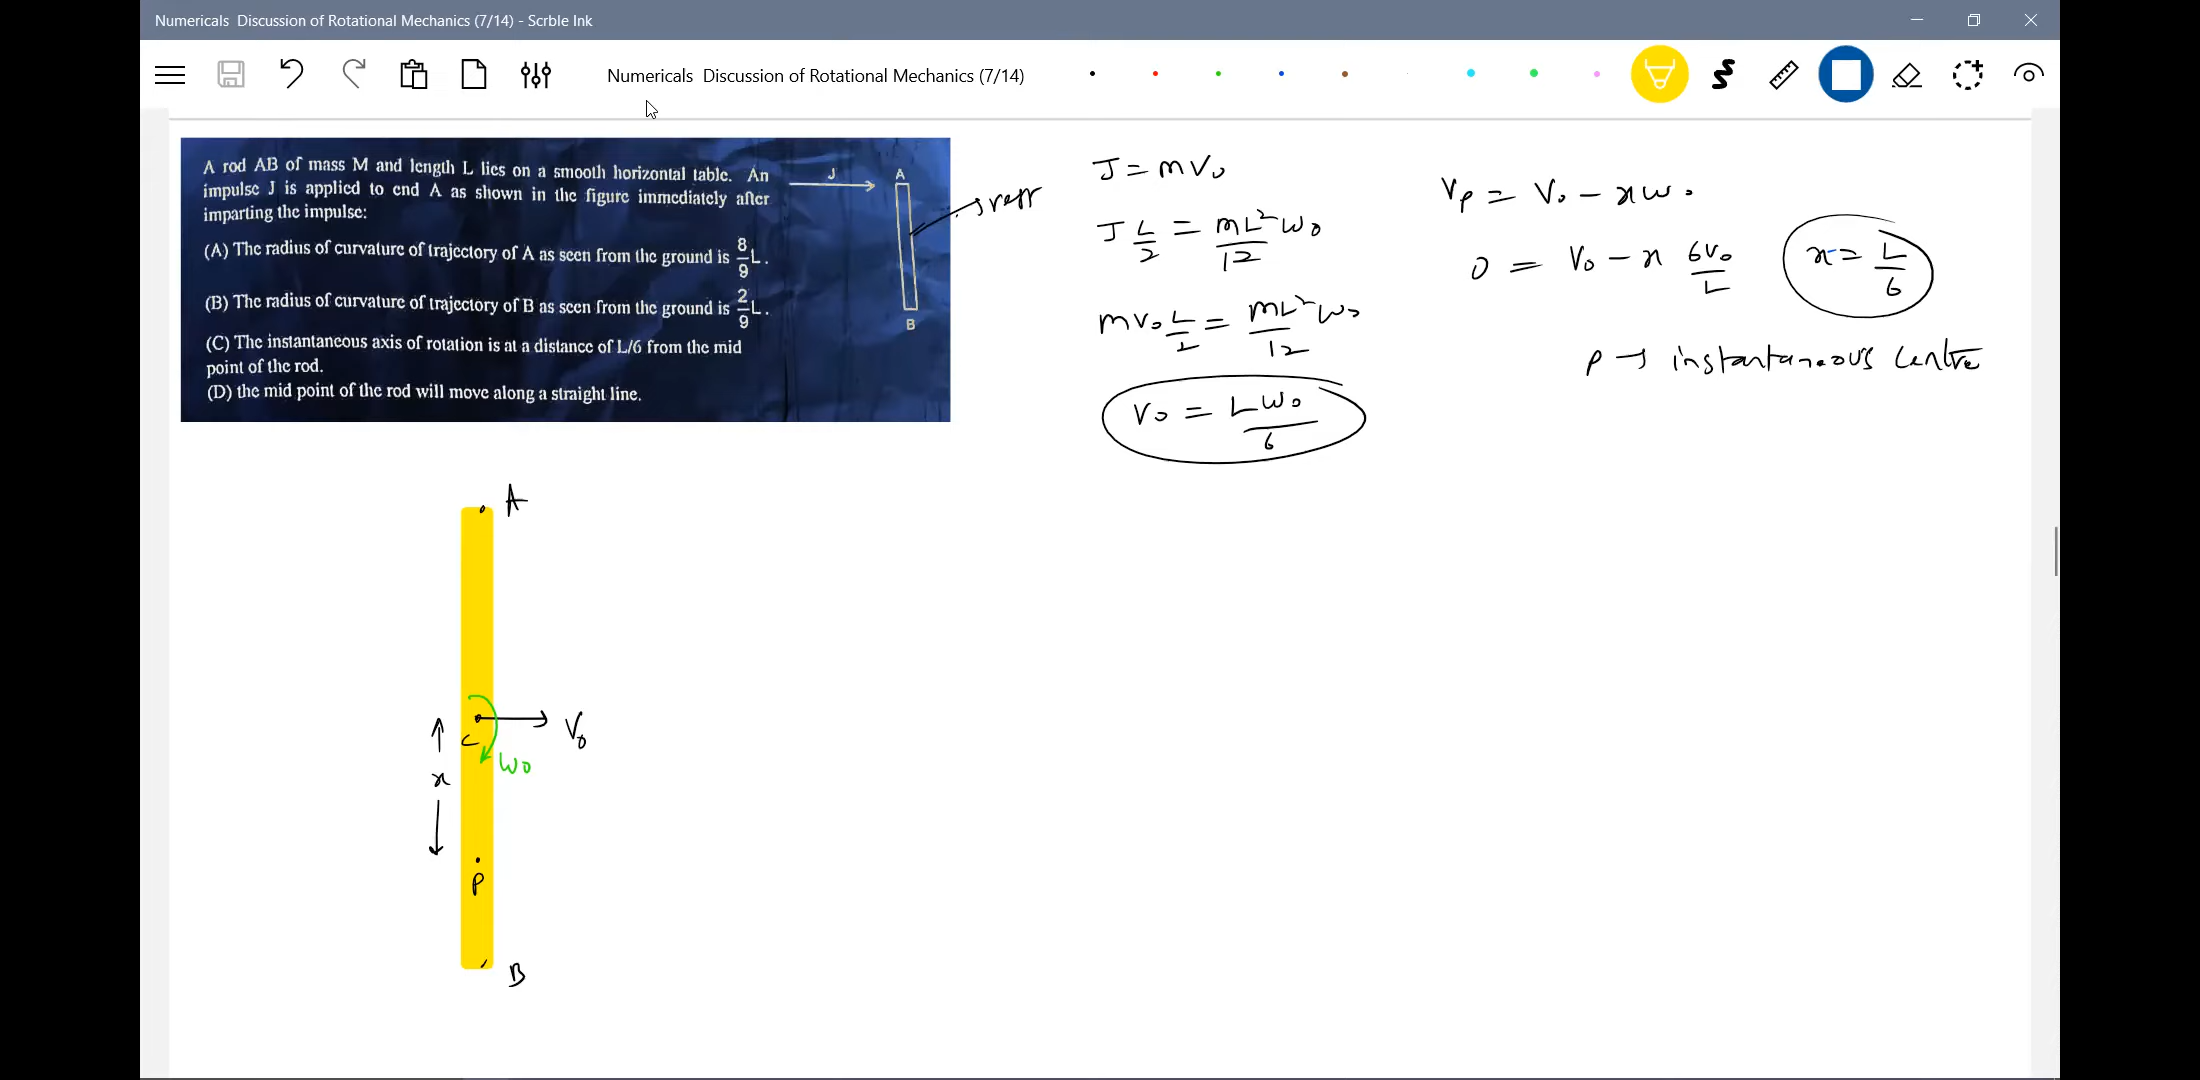 Numericals Discussion of Rotational Mechanics (7/14) - Scrble Ink
Numericals Discussion of Rotational Mechanics (7/14)
A rod AB of mass M and length L lies on a smooth horizontal table. An
impulse J is applied to end A as shown in the figure immediately after
imparting the impulse:
(A) The radius of curvature of trajectory of A as seen from the ground is 8/9 L.
(B) The radius of curvature of trajectory of B as seen from the ground is 2/9 L.
(C) The instantaneous axis of rotation is at a distance of L/6 from the mid
point of the rod.
(D) the mid point of the rod will move along a straight line.
J
A
B
→ rest
J = mv₀
J L/2 = mL²/12 ω₀
mv₀ L/2 = mL²/12 ω₀
v₀ = Lω₀/6
Vp = V₀ - xω₀
0 = V₀ - x 6V₀/L
x = L/6
P → instantaneous centre
A
C
V₀
ω₀
x
P
B